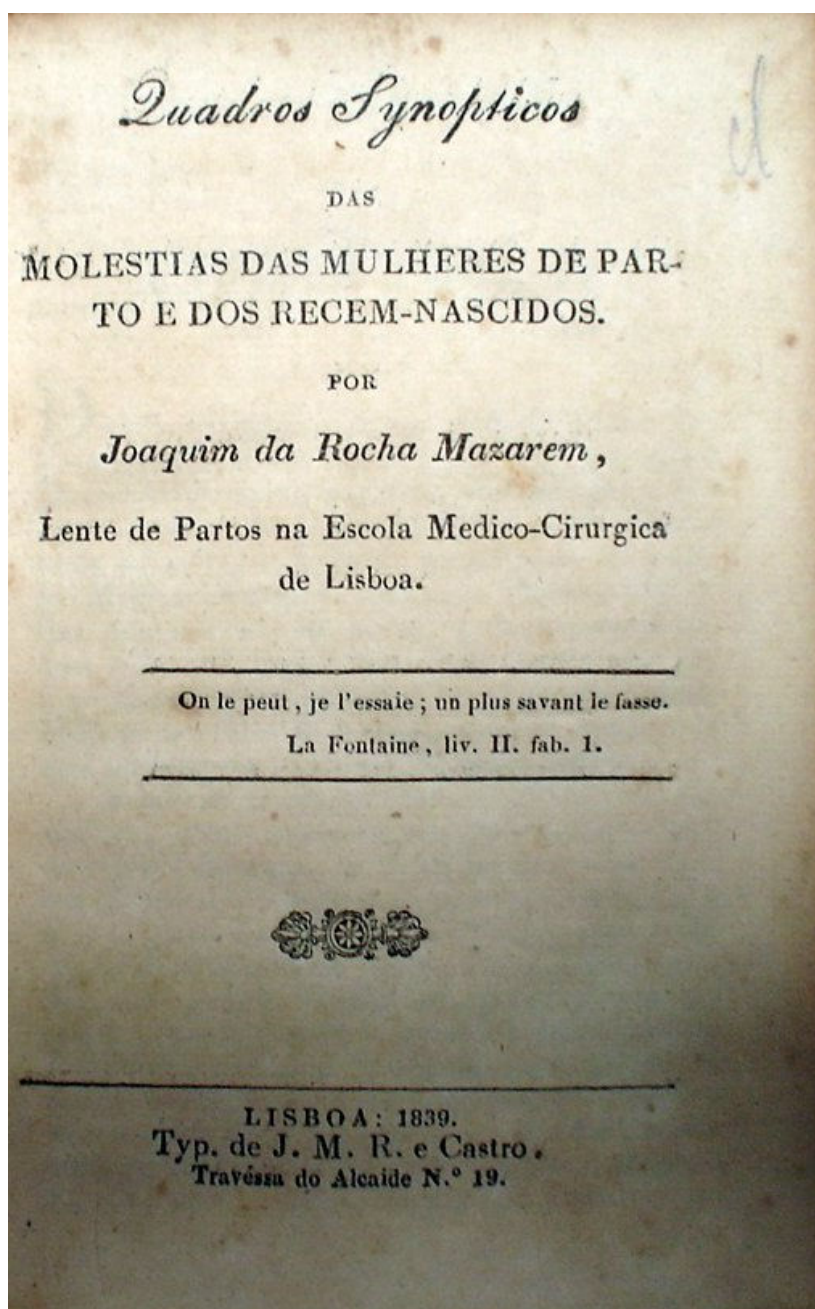 Quadros Synopticos
DAS
MOLESTIAS DAS MULHERES DE PAR-
TO E DOS RECEM-NASCIDOS.
POR
Joaquim da Rocha Mazarem,
Lente de Partos na Escola Medico-Cirurgica
de Lisboa.
On le peut, je l'essaie; un plus savant le fasse.
La Fontaine, liv. II. fab. 1.
LISBOA: 1839.
Typ. de J. M. R. e Castro.
Travéssa do Alcaide N.º 19.